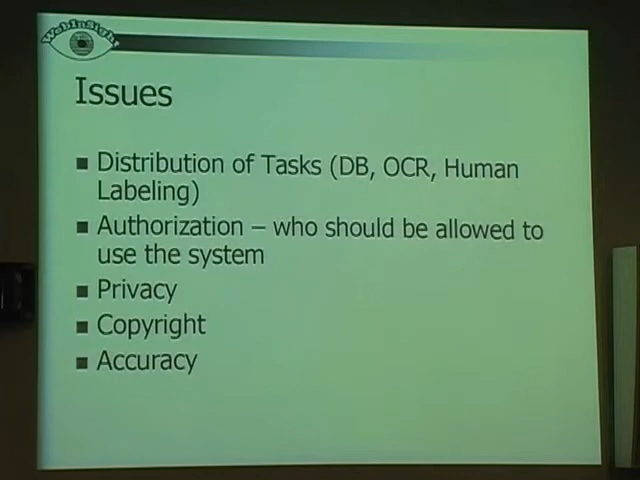 WebInSight
Issues
■ Distribution of Tasks (DB, OCR, Human
Labeling)
■ Authorization – who should be allowed to
use the system
■ Privacy
■ Copyright
■ Accuracy